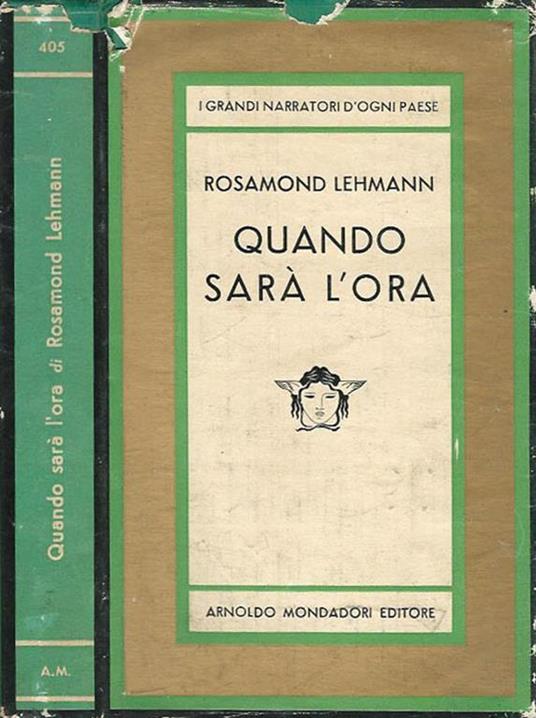 405
Quando sarà l'ora di Rosamond Lehmann
A.M.
I GRANDI NARRATORI D'OGNI PAESE
ROSAMOND LEHMANN
QUANDO
SARÀ L'ORA
ARNOLDO MONDADORI EDITORE